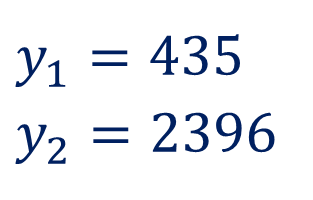 y₁ = 435
y₂ = 2396